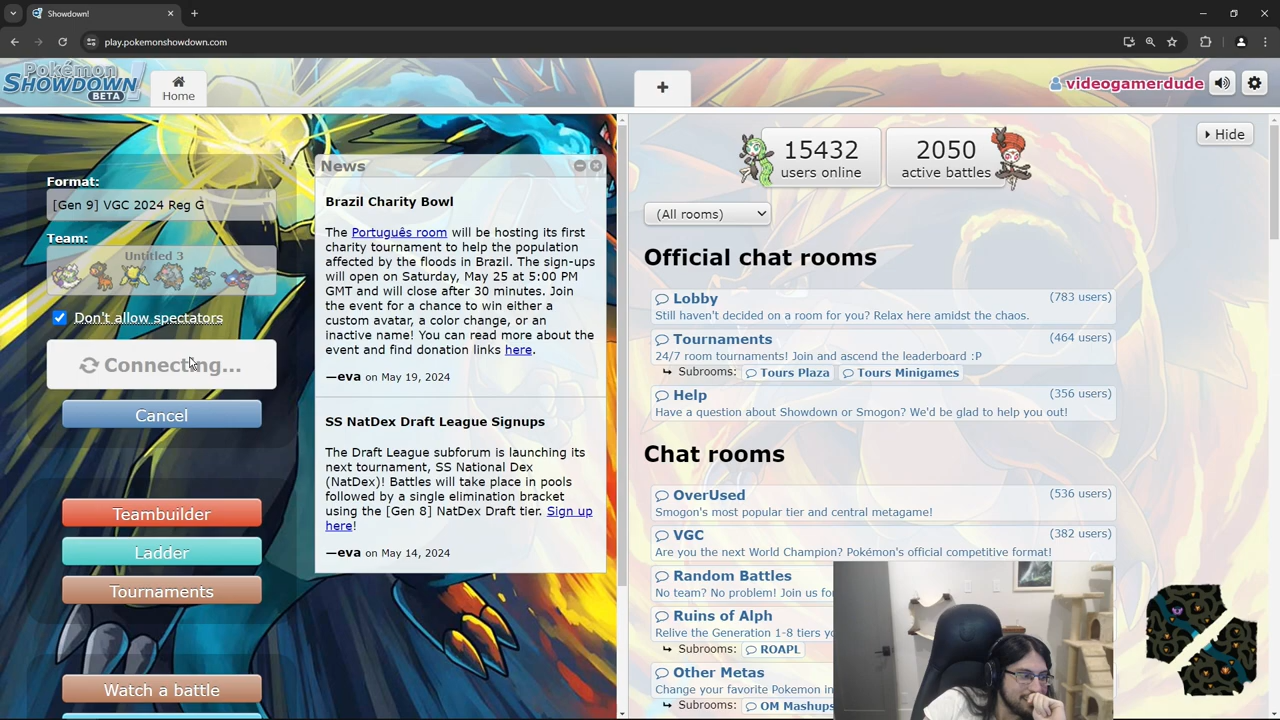 Showdown!
play.pokemonshowdown.com
Pokémon
SHOWDOWN!
BETA
Home
videogamerdude
Format:
[Gen 9] VGC 2024 Reg G
Team:
Untitled 3
Don't allow spectators
Connecting...
Cancel
Teambuilder
Ladder
Tournaments
Watch a battle
News
Brazil Charity Bowl
The Português room will be hosting its first
charity tournament to help the population
affected by the floods in Brazil. The sign-ups
will open on Saturday, May 25 at 5:00 PM
GMT and will close after 30 minutes. Join
the event for a chance to win either a
custom avatar, a color change, or an
inactive name! You can read more about the
event and find donation links here.
—eva on May 19, 2024
SS NatDex Draft League Signups
The Draft League subforum is launching its
next tournament, SS National Dex
(NatDex)! Battles will take place in pools
followed by a single elimination bracket
using the [Gen 8] NatDex Draft tier. Sign up
here!
—eva on May 14, 2024
15432
users online
2050
active battles
Hide
(All rooms)
Official chat rooms
Lobby (783 users)
Still haven't decided on a room for you? Relax here amidst the chaos.
Tournaments (464 users)
24/7 room tournaments! Join and ascend the leaderboard :P
Subrooms: Tours Plaza Tours Minigames
Help (356 users)
Have a question about Showdown or Smogon? We'd be glad to help you out!
Chat rooms
OverUsed (536 users)
Smogon's most popular tier and central metagame!
VGC (382 users)
Are you the next World Champion? Pokémon's official competitive format!
Random Battles
No team? No problem! Join us fo
Ruins of Alph
Relive the Generation 1-8 tiers yo
Subrooms: ROAPL
Other Metas
Change your favorite Pokemon in
Subrooms: OM Mashups